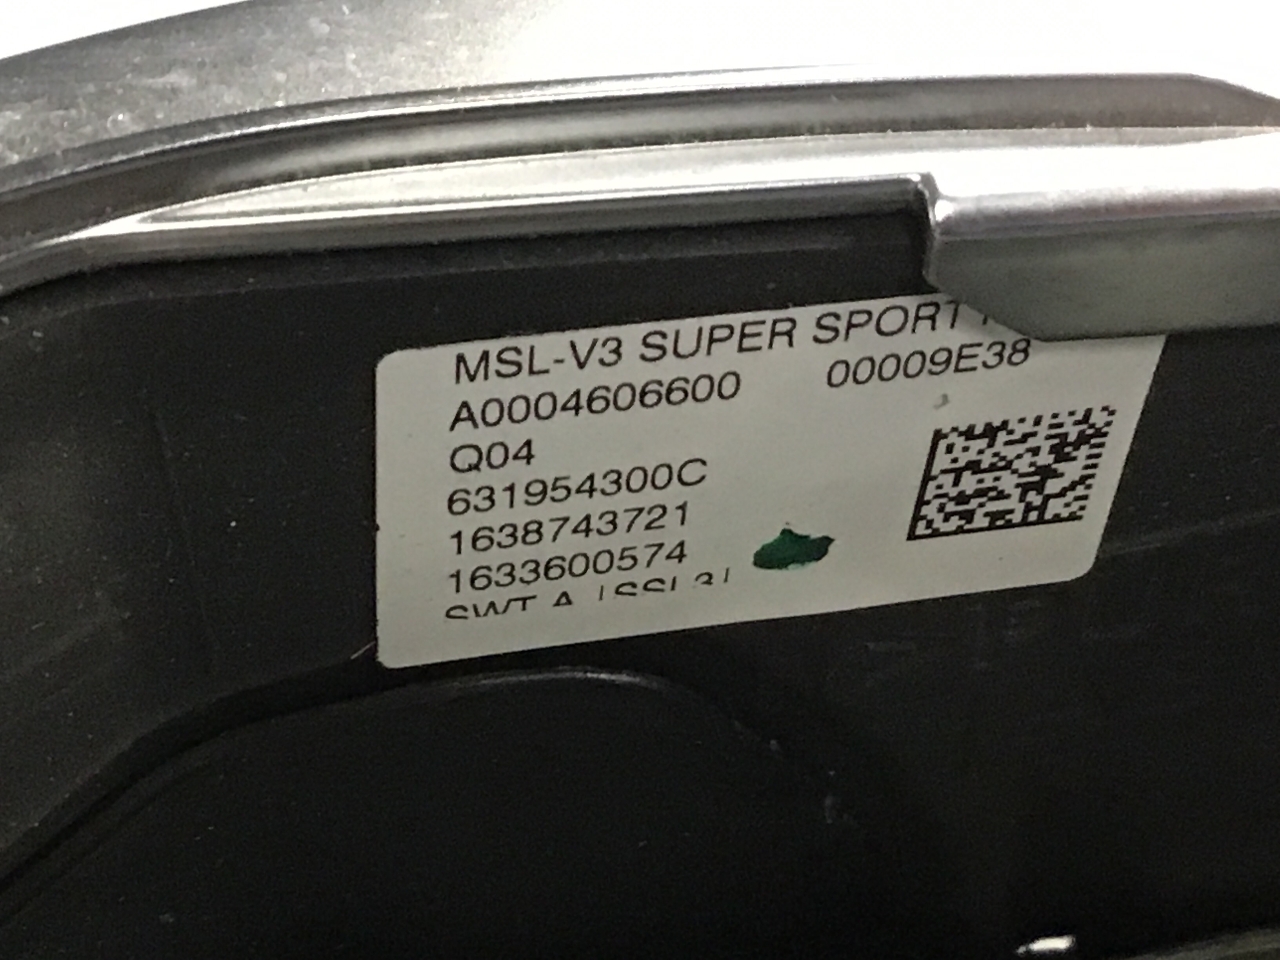 MSL-V3 SUPER SPORT
A0004606600 00009E38
Q04
631954300C
1638743721
1633600574